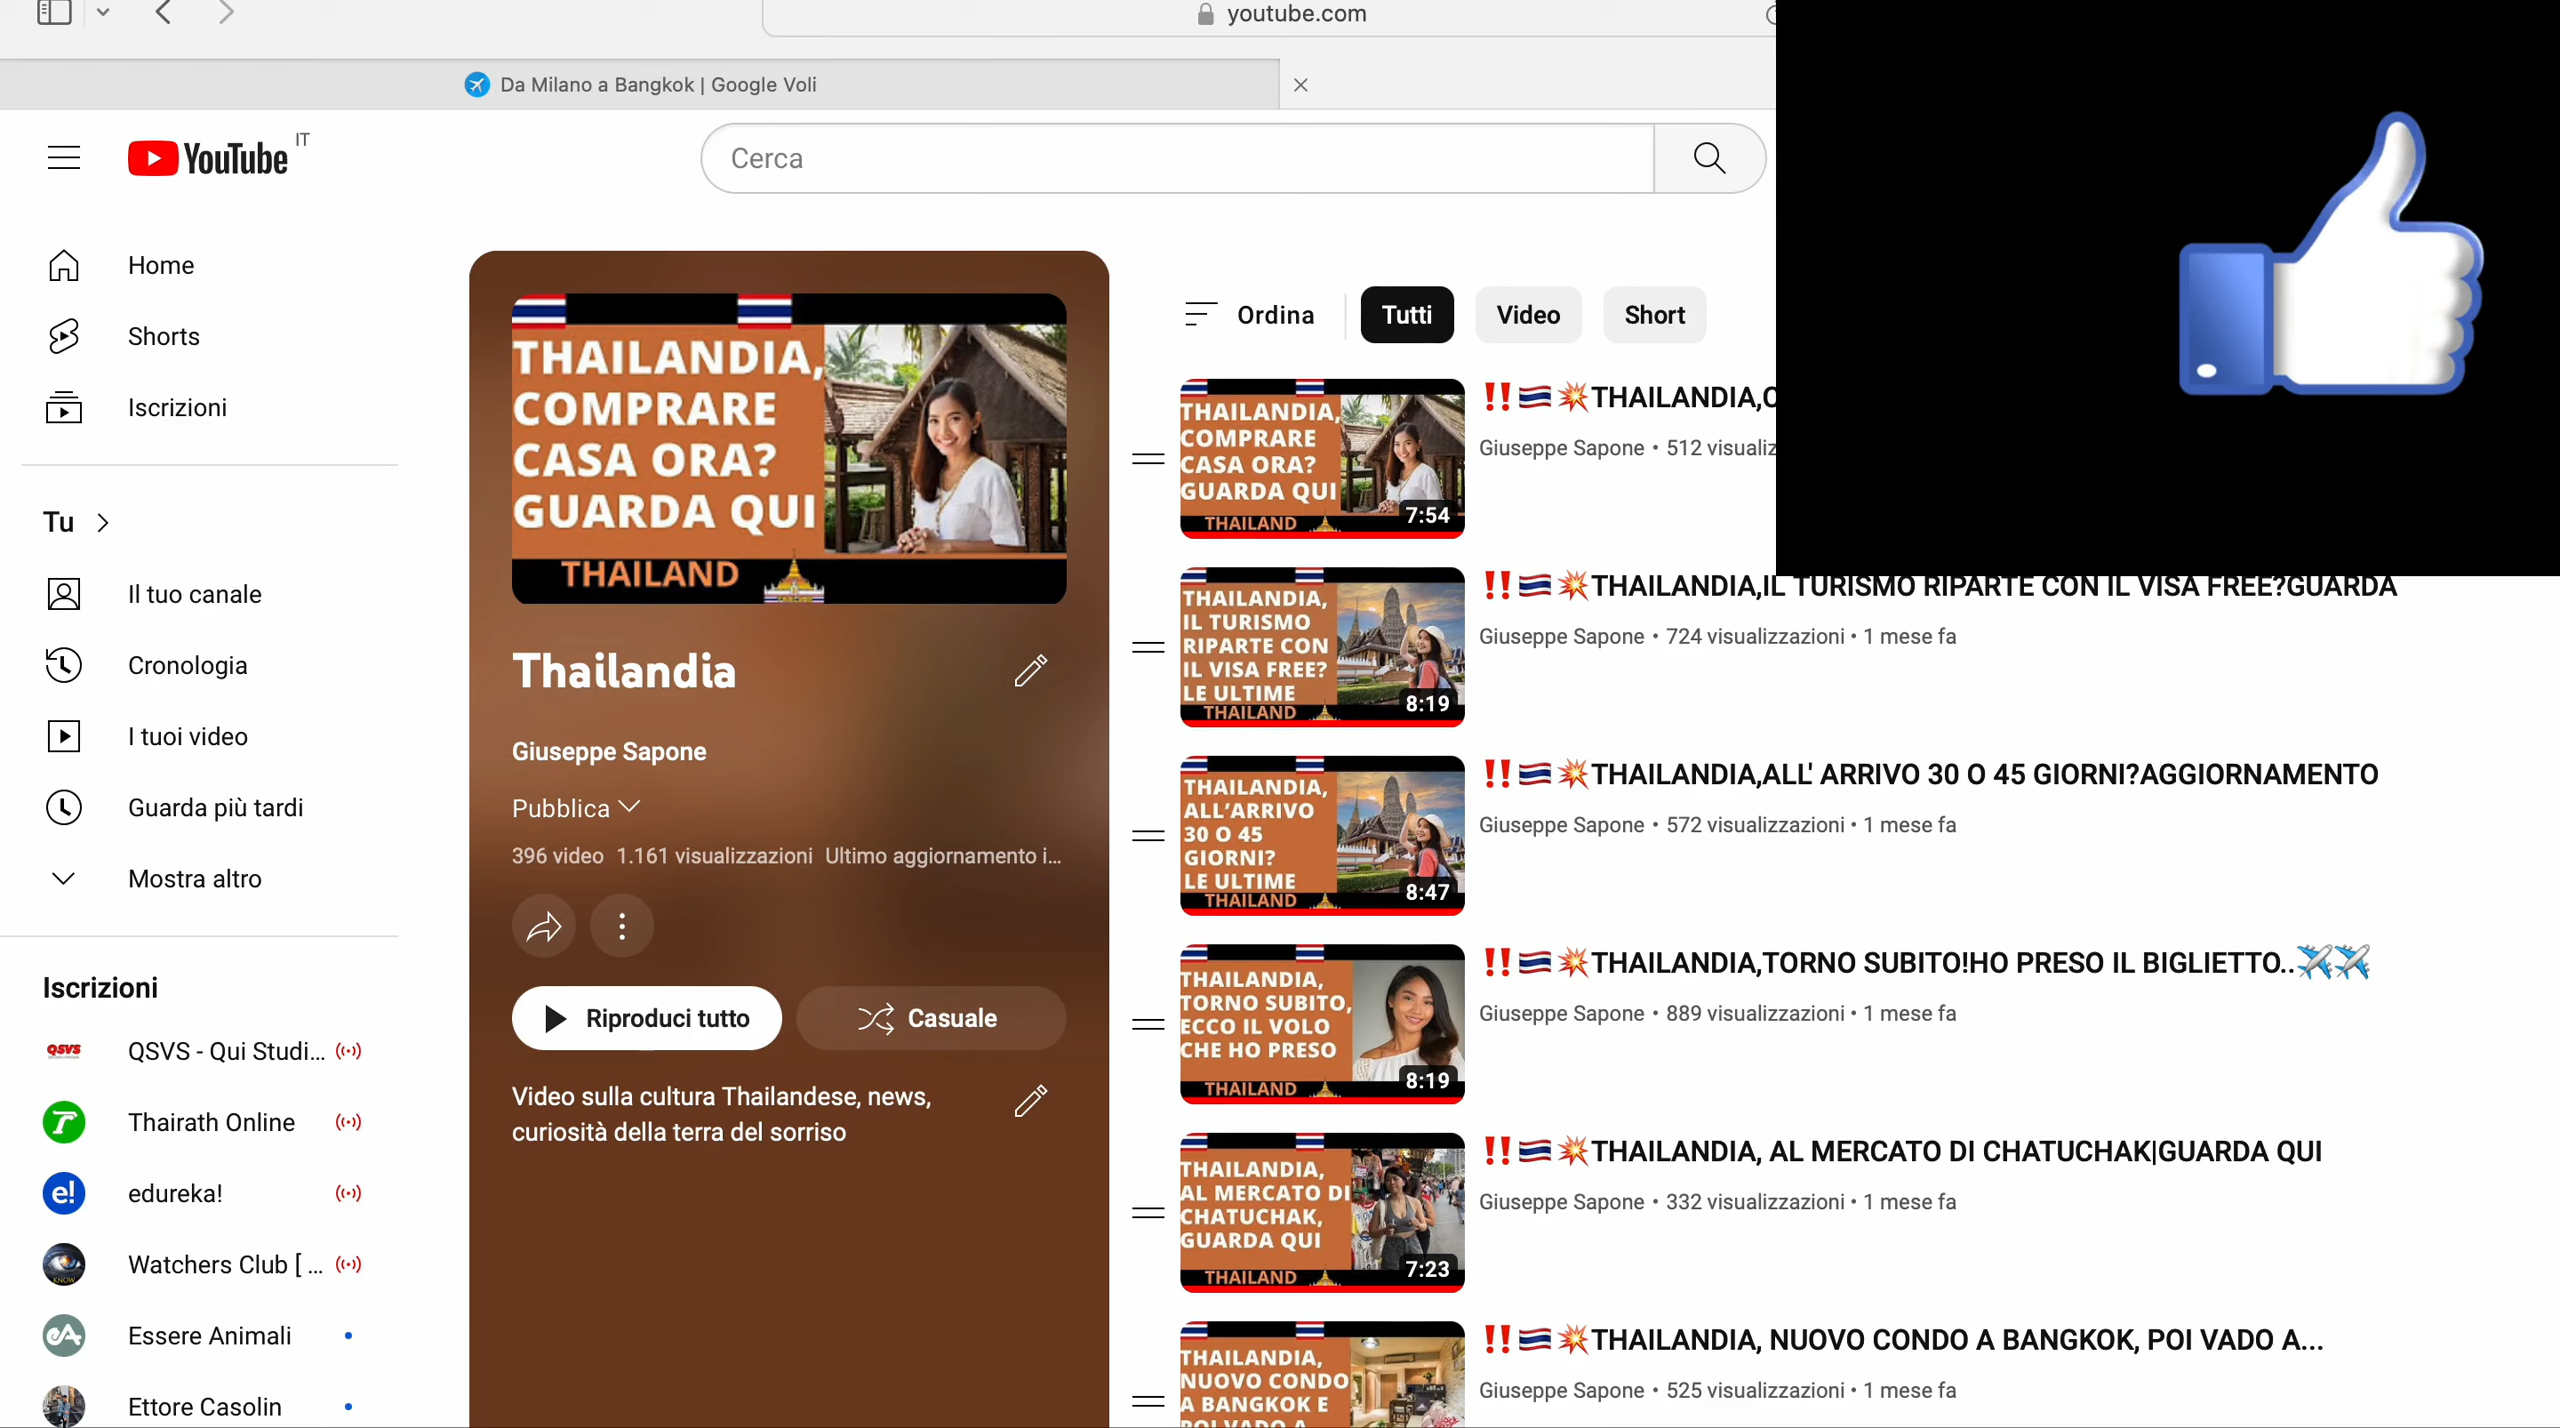 youtube.com
Da Milano a Bangkok | Google Voli
YouTube IT
Cerca
Home
Shorts
Iscrizioni
Tu
Il tuo canale
Cronologia
I tuoi video
Guarda più tardi
Mostra altro
Iscrizioni
QSVS
QSVS - Qui Studi...
Thairath Online
e!
edureka!
KNOW
Watchers Club [ ...
Essere Animali
Ettore Casolin
THAILANDIA,
COMPRARE
CASA ORA?
GUARDA QUI
THAILAND
Thailandia
Giuseppe Sapone
Pubblica
396 video 1.161 visualizzazioni Ultimo aggiornamento i...
Riproduci tutto
Casuale
Video sulla cultura Thailandese, news,
curiosità della terra del sorriso
Ordina
Tutti
Video
Short
THAILANDIA,
COMPRARE
CASA ORA?
GUARDA QUI
THAILAND
7:54
‼️🇹🇭💥THAILANDIA,C
Giuseppe Sapone • 512 visualiz
THAILANDIA,
IL TURISMO
RIPARTE CON
IL VISA FREE?
LE ULTIME
THAILAND
8:19
‼️🇹🇭💥THAILANDIA,IL TURISMO RIPARTE CON IL VISA FREE?GUARDA
Giuseppe Sapone • 724 visualizzazioni • 1 mese fa
THAILANDIA,
ALL'ARRIVO
30 O 45
GIORNI?
LE ULTIME
THAILAND
8:47
‼️🇹🇭💥THAILANDIA,ALL' ARRIVO 30 O 45 GIORNI?AGGIORNAMENTO
Giuseppe Sapone • 572 visualizzazioni • 1 mese fa
THAILANDIA,
TORNO SUBITO,
ECCO IL VOLO
CHE HO PRESO
THAILAND
8:19
‼️🇹🇭💥THAILANDIA,TORNO SUBITO!HO PRESO IL BIGLIETTO..✈️✈️
Giuseppe Sapone • 889 visualizzazioni • 1 mese fa
THAILANDIA,
AL MERCATO DI
CHATUCHAK,
GUARDA QUI
THAILAND
7:23
‼️🇹🇭💥THAILANDIA, AL MERCATO DI CHATUCHAK|GUARDA QUI
Giuseppe Sapone • 332 visualizzazioni • 1 mese fa
THAILANDIA,
NUOVO CONDO
A BANGKOK E
POI VADO A
‼️🇹🇭💥THAILANDIA, NUOVO CONDO A BANGKOK, POI VADO A...
Giuseppe Sapone • 525 visualizzazioni • 1 mese fa